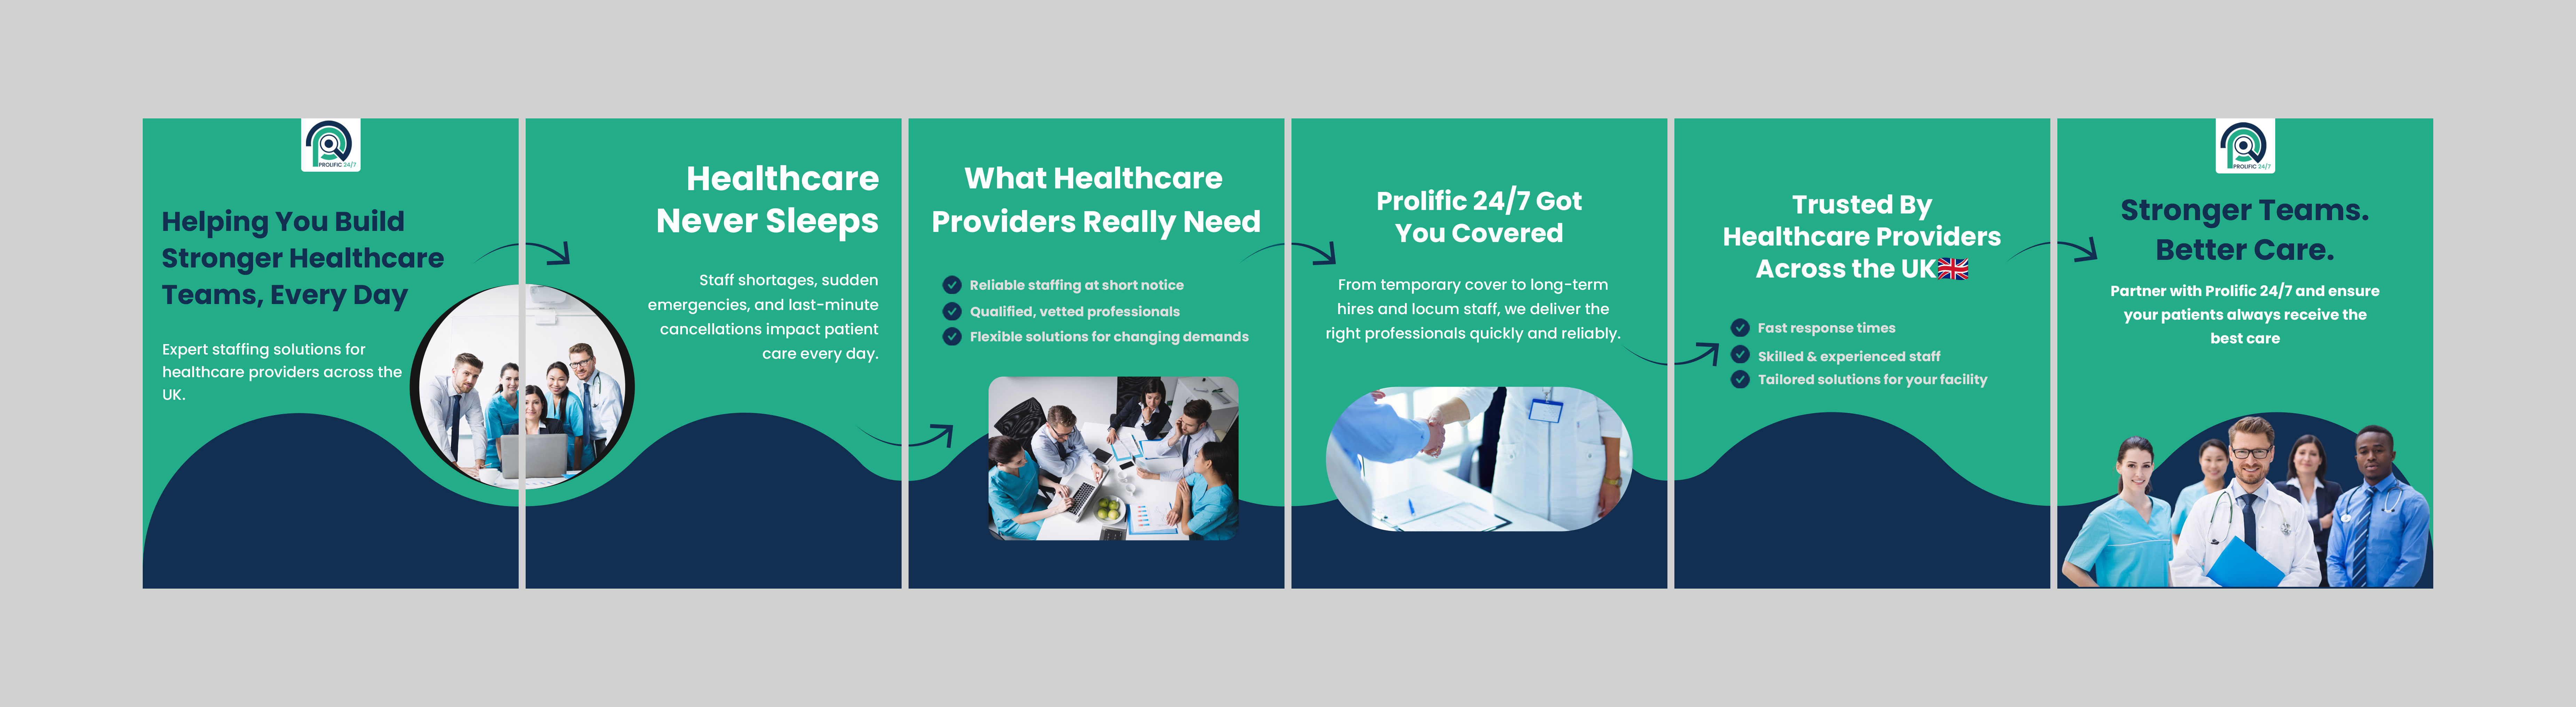 PROLIFIC 24/7
Helping You Build
Stronger Healthcare
Teams, Every Day
Expert staffing solutions for
healthcare providers across the
UK.
Healthcare
Never Sleeps
Staff shortages, sudden
emergencies, and last-minute
cancellations impact patient
care every day.
What Healthcare
Providers Really Need
Reliable staffing at short notice
Qualified, vetted professionals
Flexible solutions for changing demands
Prolific 24/7 Got
You Covered
From temporary cover to long-term
hires and locum staff, we deliver the
right professionals quickly and reliably.
Trusted By
Healthcare Providers
Across the UK🇬🇧
Fast response times
Skilled & experienced staff
Tailored solutions for your facility
PROLIFIC 24/7
Stronger Teams.
Better Care.
Partner with Prolific 24/7 and ensure
your patients always receive the
best care